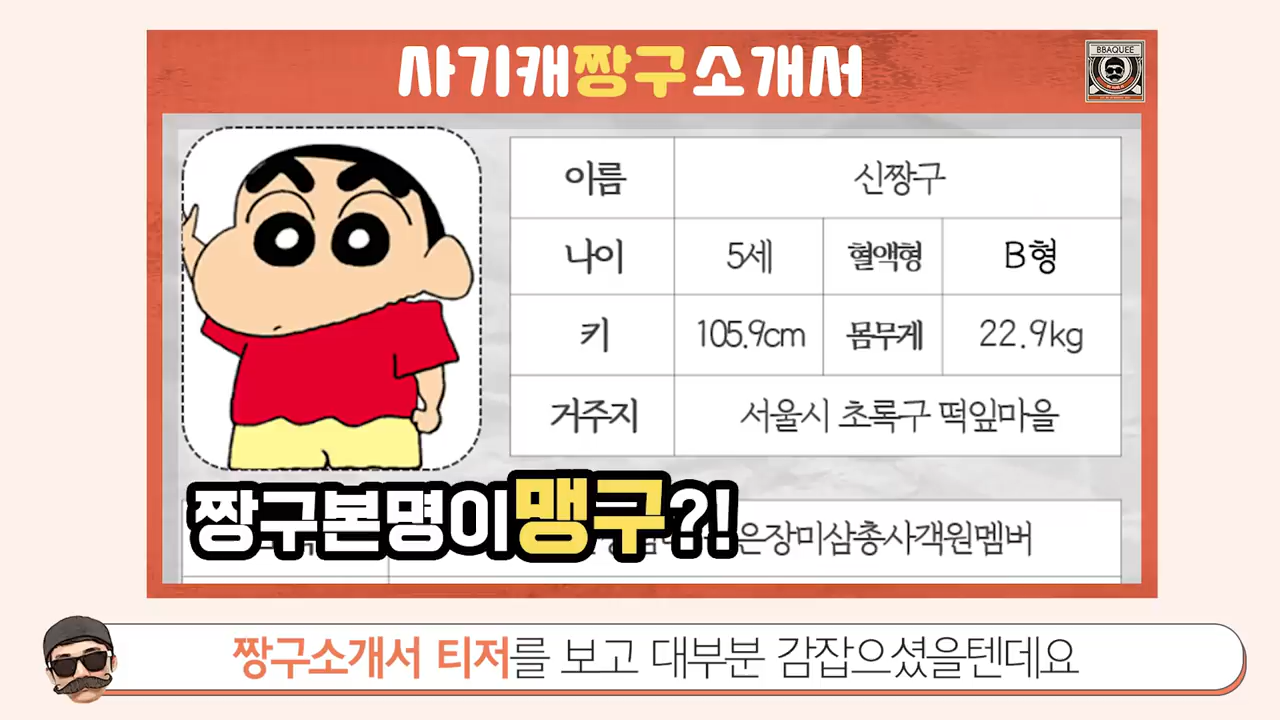 사기캐짱구소개서
BBAQUEE
이름 신짱구
나이 5세 혈액형 B형
키 105.9cm 몸무게 22.9kg
거주지 서울시 초록구 떡잎마을
짱구본명이맹구?!
은장미삼총사객원멤버
짱구소개서 티저를 보고 대부분 감잡으셨을텐데요